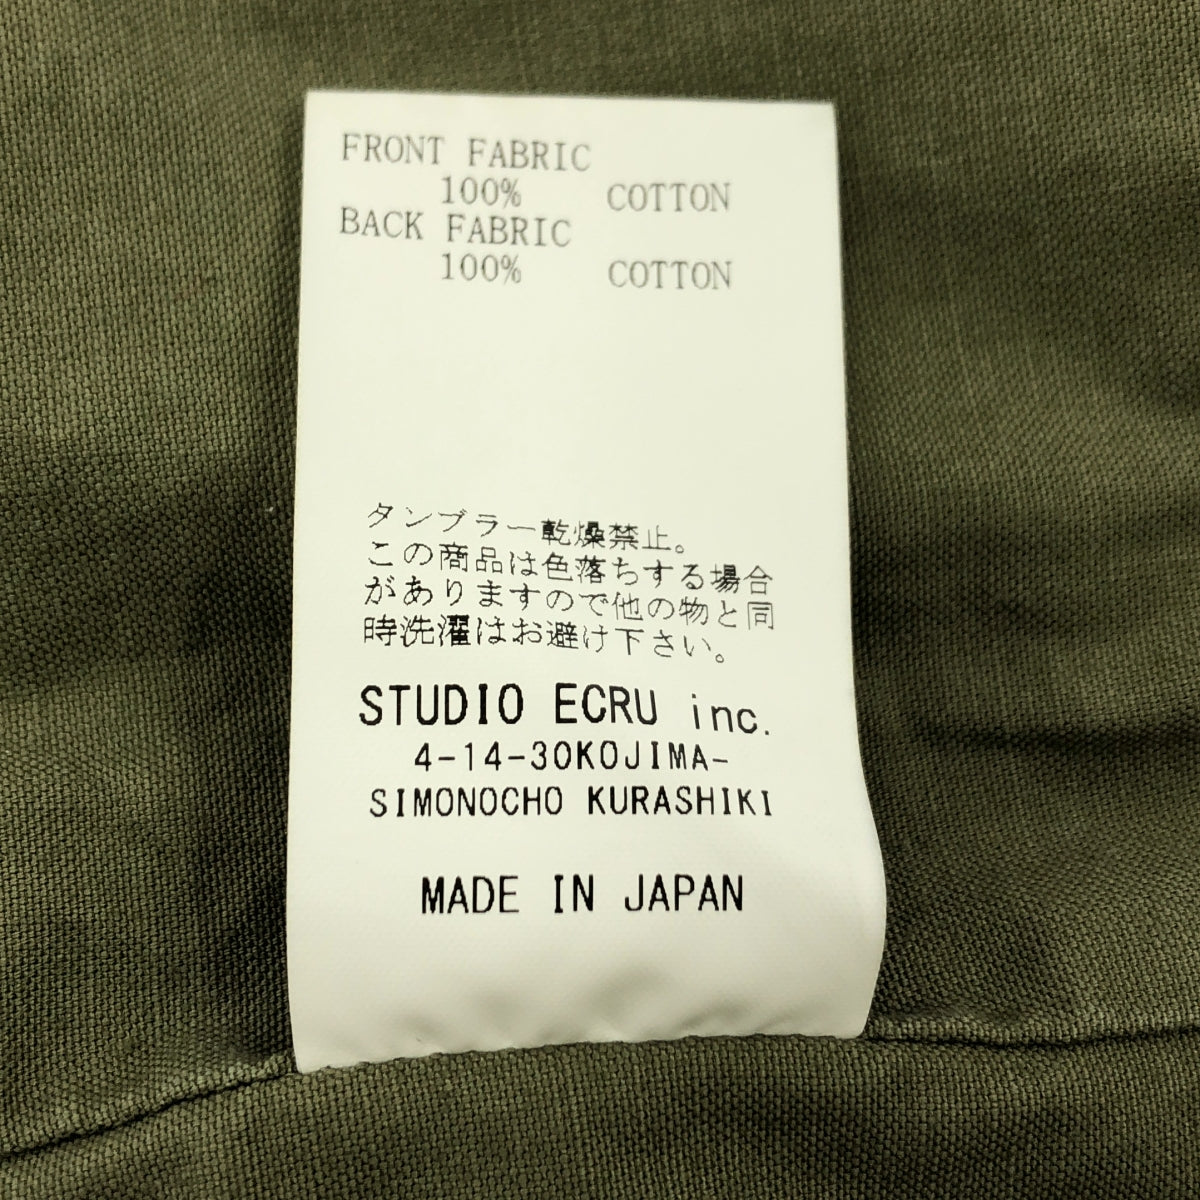 FRONT FABRIC
100% COTTON
BACK FABRIC
100% COTTON
タンブラー乾燥禁止。
この商品は色落ちする場合
がありますので他の物と同
時洗濯はお避け下さい。
STUDIO ECRU inc.
4-14-30KOJIMA-
SIMONOCHO KURASHIKI
MADE IN JAPAN